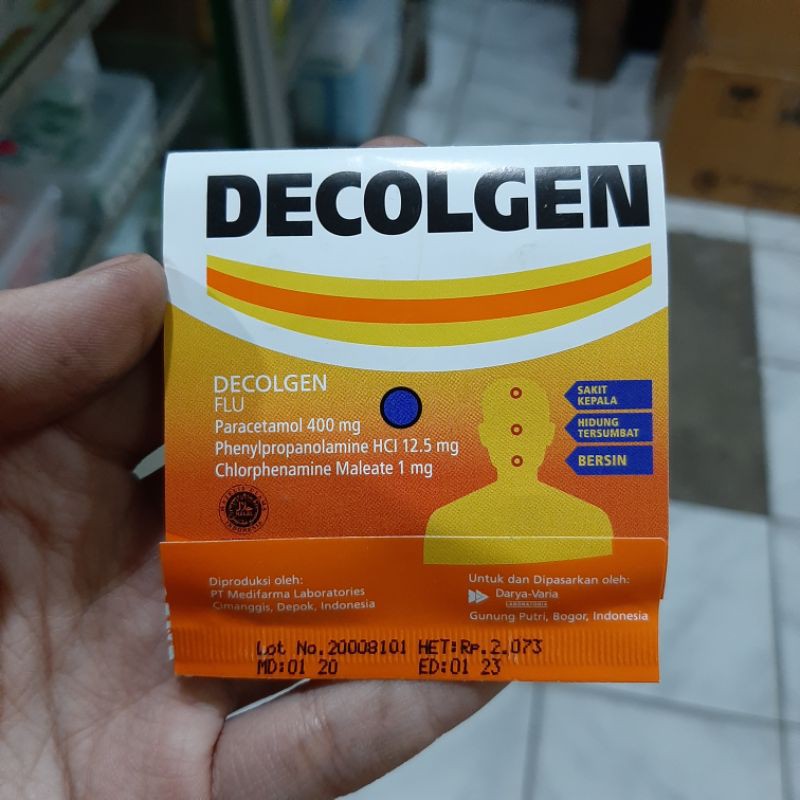 DECOLGEN
DECOLGEN
FLU
Paracetamol 400 mg
Phenylpropanolamine HCl 12.5 mg
Chlorphenamine Maleate 1 mg
SAKIT
KEPALA
HIDUNG
TERSUMBAT
BERSIN
Diproduksi oleh:
PT Medifarma Laboratories
Cimanggis, Depok, Indonesia
Untuk dan Dipasarkan oleh:
Darya-Varia
LABORATORIA
Gunung Putri, Bogor, Indonesia
Lot No.20008101 HET:Rp.2.073
MD:01 20 ED:01 23